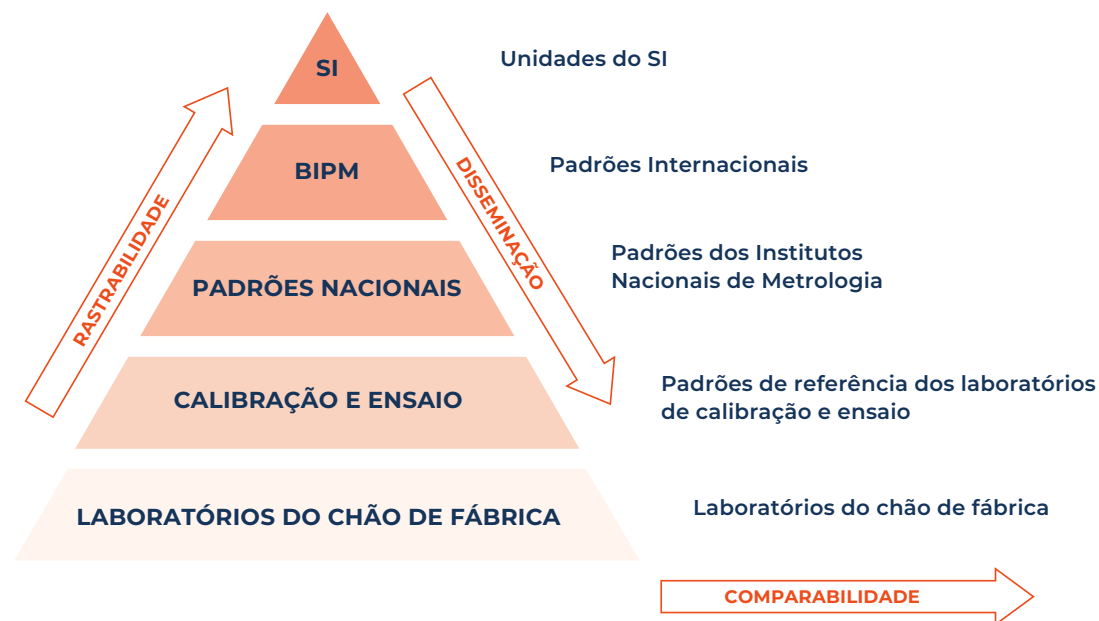 SI
Unidades do SI
BIPM
Padrões Internacionais
RASTRABILIDADE
DISSEMINAÇÃO
PADRÕES NACIONAIS
Padrões dos Institutos
Nacionais de Metrologia
CALIBRAÇÃO E ENSAIO
Padrões de referência dos laboratórios
de calibração e ensaio
LABORATÓRIOS DO CHÃO DE FÁBRICA
Laboratórios do chão de fábrica
COMPARABILIDADE